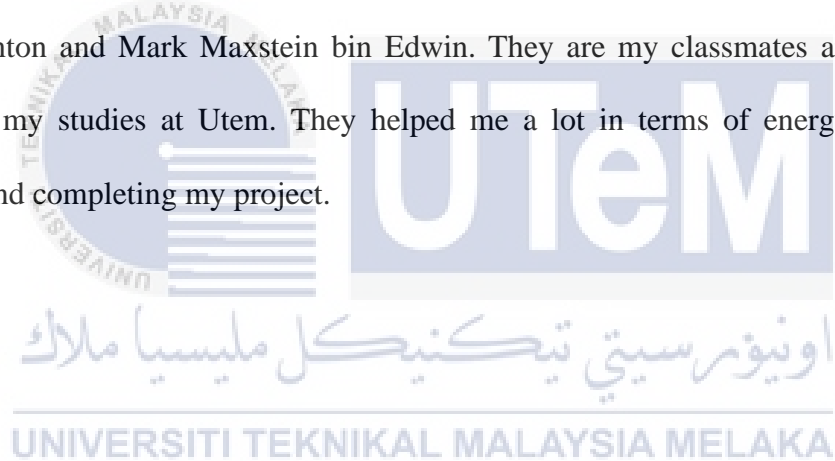 nton and Mark Maxstein bin Edwin. They are my classmates a
my studies at Utem. They helped me a lot in terms of energ
nd completing my project.
UTeM
اونيۏرسيتي تيكنيكل مليسيا ملاك
UNIVERSITI TEKNIKAL MALAYSIA MELAKA